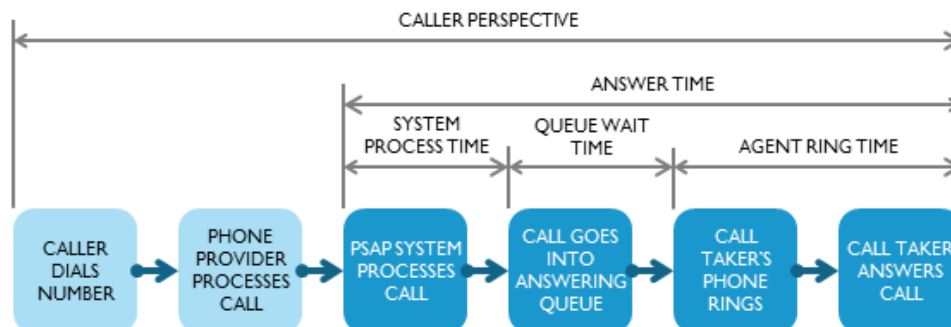 CALLER PERSPECTIVE
ANSWER TIME
SYSTEM
PROCESS TIME
QUEUE WAIT
TIME
AGENT RING TIME
CALLER
DIALS
NUMBER
PHONE
PROVIDER
PROCESSES
CALL
PSAP SYSTEM
PROCESSES
CALL
CALL GOES
INTO
ANSWERING
QUEUE
CALL
TAKER'S
PHONE
RINGS
CALL TAKER
ANSWERS
CALL